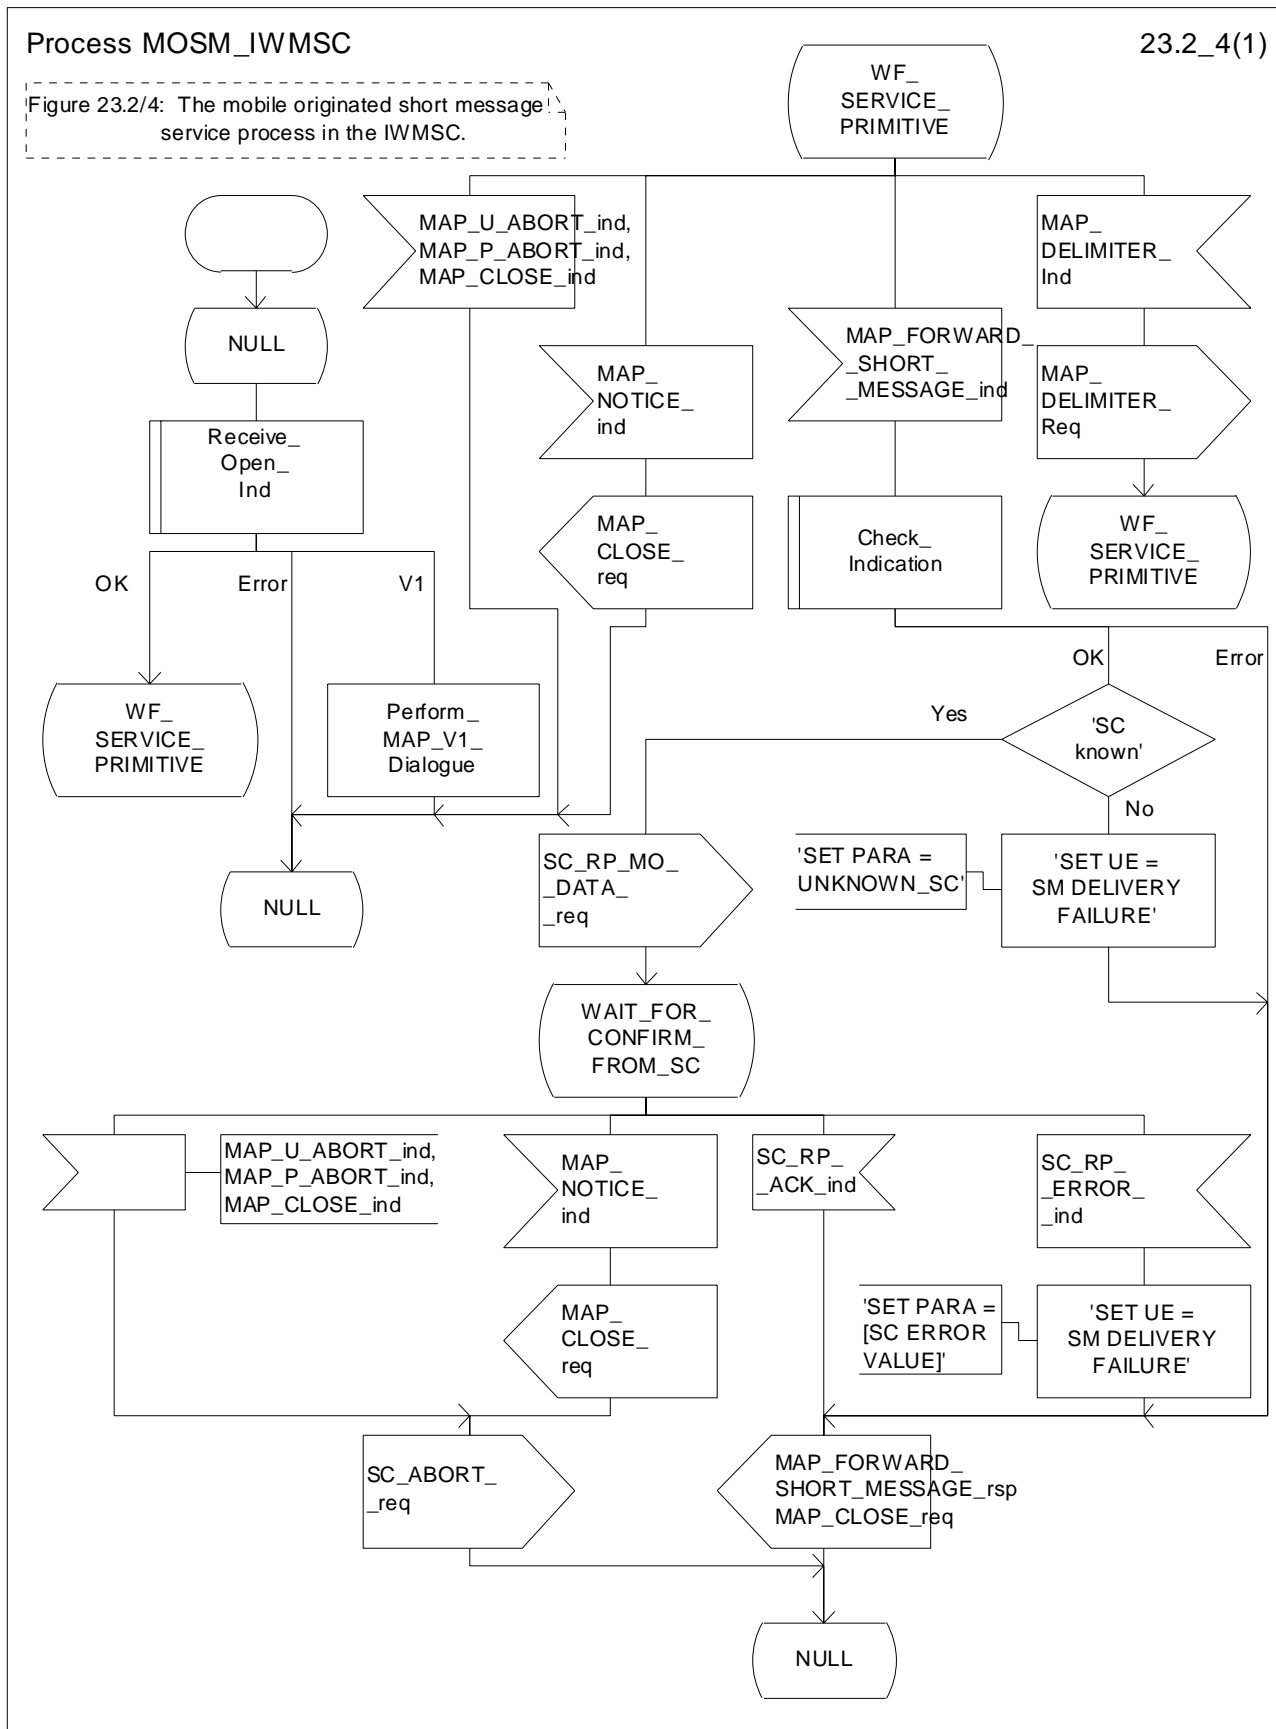 Process MOSM_IWMSC
23.2_4(1)
Figure 23.2/4: The mobile originated short message
service process in the IWMSC.
WF_
SERVICE_
PRIMITIVE
MAP_U_ABORT_ind,
MAP_P_ABORT_ind,
MAP_CLOSE_ind
MAP_
DELIMITER_
Ind
NULL
MAP_
NOTICE_
ind
MAP_FORWARD_
_SHORT_
_MESSAGE_ind
MAP_
DELIMITER_
Req
Receive_
Open_
Ind
MAP_
CLOSE_
req
Check_
Indication
WF_
SERVICE_
PRIMITIVE
OK
Error
V1
OK
Error
WF_
SERVICE_
PRIMITIVE
Perform_
MAP_V1_
Dialogue
Yes
'SC
known'
No
NULL
SC_RP_MO_
_DATA_
_req
'SET PARA =
UNKNOWN_SC'
'SET UE =
SM DELIVERY
FAILURE'
WAIT_FOR_
CONFIRM_
FROM_SC
MAP_U_ABORT_ind,
MAP_P_ABORT_ind,
MAP_CLOSE_ind
MAP_
NOTICE_
ind
SC_RP_
_ACK_ind
SC_RP_
_ERROR_
_ind
MAP_
CLOSE_
req
'SET PARA =
[SC ERROR
VALUE]'
'SET UE =
SM DELIVERY
FAILURE'
SC_ABORT_
_req
MAP_FORWARD_
SHORT_MESSAGE_rsp
MAP_CLOSE_req
NULL